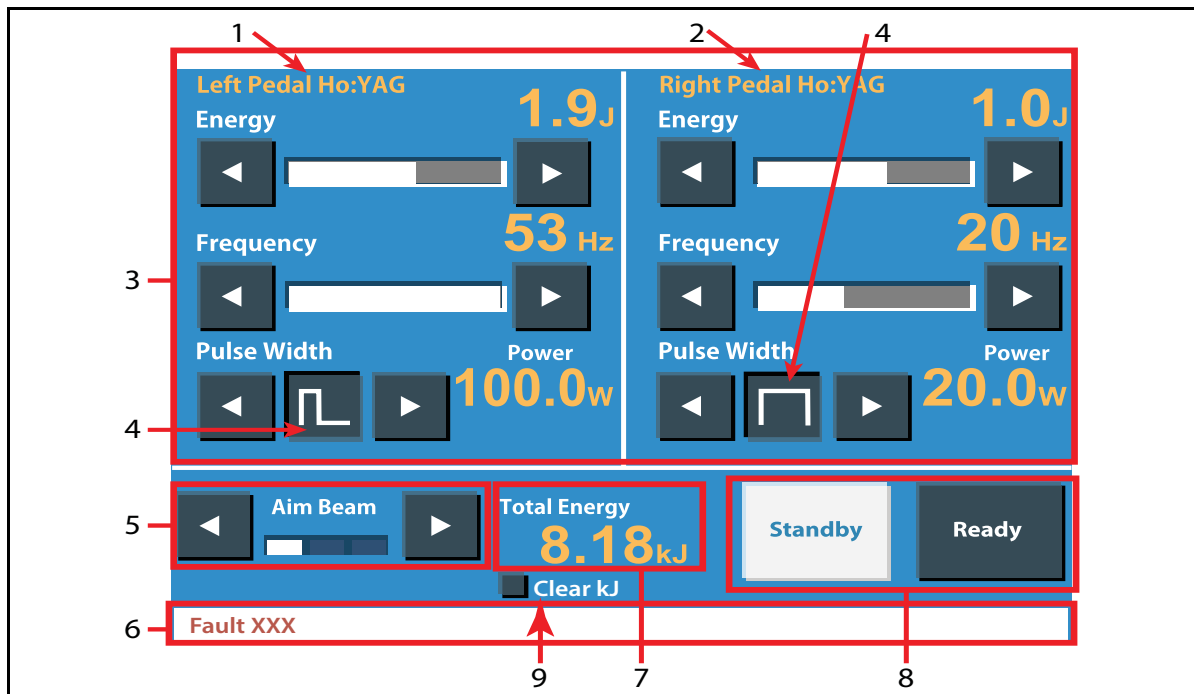 1
2
4
Left Pedal Ho:YAG
1.9J
Energy
53 Hz
Frequency
Pulse Width
Power
100.0W
Right Pedal Ho:YAG
1.0J
Energy
20 Hz
Frequency
Pulse Width
Power
20.0W
3
4
5
Aim Beam
Total Energy
8.18kJ
Clear kJ
Standby
Ready
6
Fault XXX
9
7
8